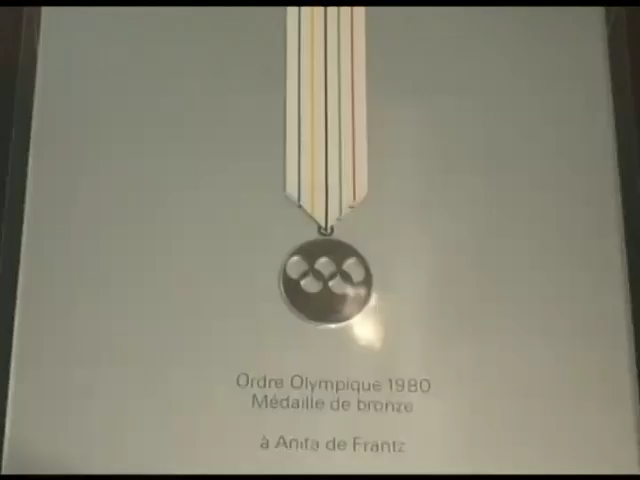 Ordre Olympique 1980
Médaille de bronze
à Anita de Frantz